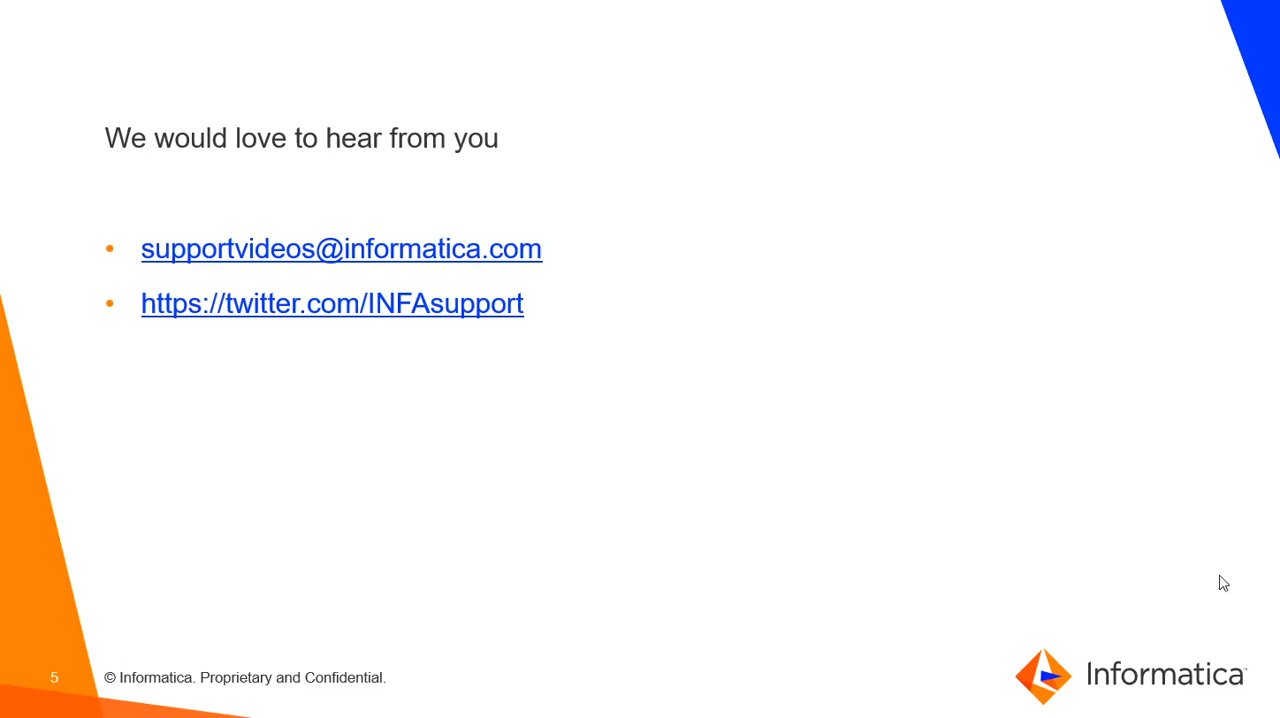 We would love to hear from you
• supportvideos@informatica.com
• https://twitter.com/INFAsupport
5
© Informatica. Proprietary and Confidential.
Informatica™